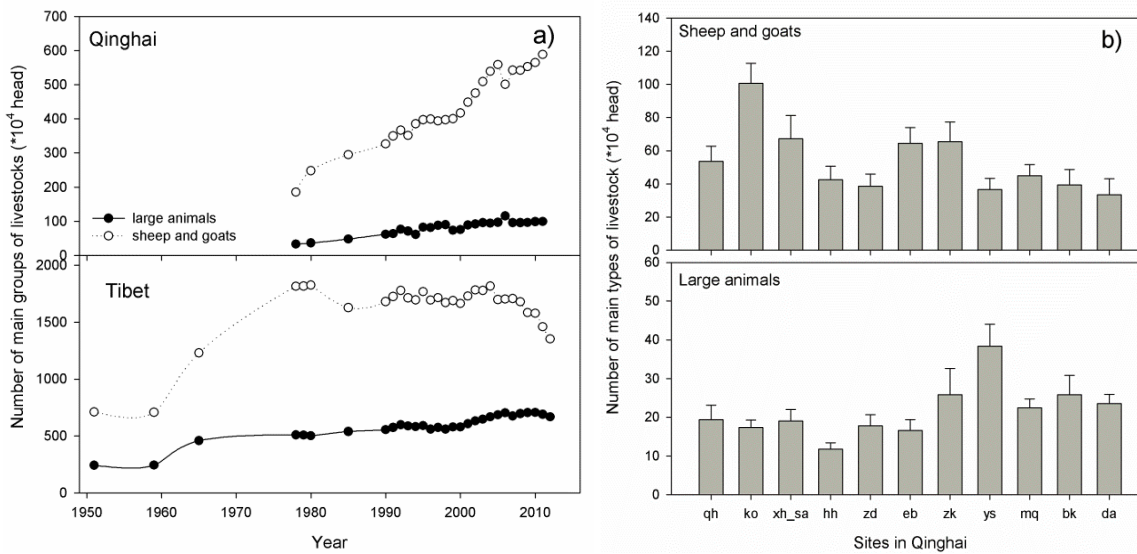 Number of main groups of livestocks (*10⁴ head)
700
600
500
400
300
200
100
0
Qinghai
a)
large animals
sheep and goats
2000
1500
1000
500
0
Tibet
1950 1960 1970 1980 1990 2000 2010
Year
Number of main types of livestock (*10⁴ head)
140
120
100
80
60
40
20
0
Sheep and goats
b)
60
50
40
30
20
10
0
Large animals
qh ko xh_sa hh zd eb zk ys mq bk da
Sites in Qinghai